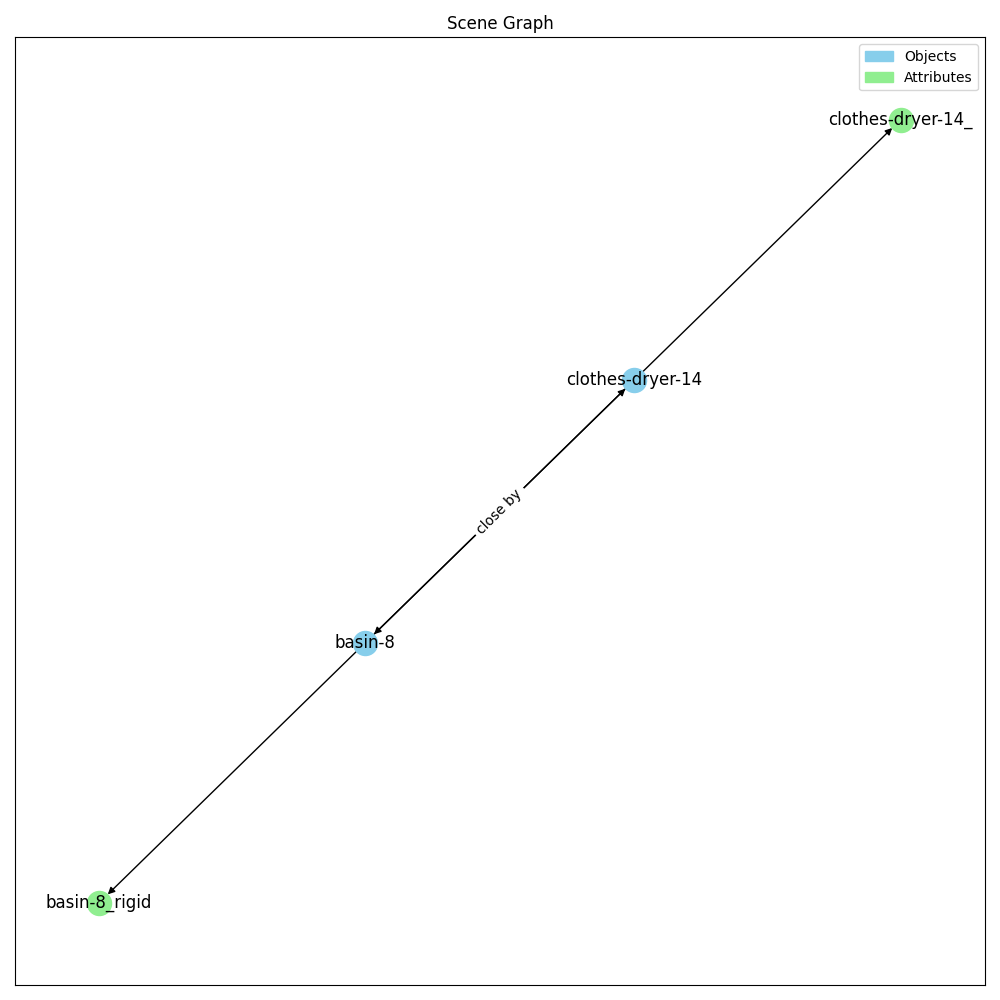 Scene Graph
Objects
Attributes
clothes-dryer-14_
clothes-dryer-14
close by
basin-8
basin-8_rigid